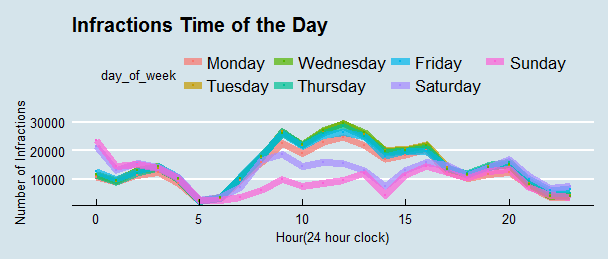 Infractions Time of the Day
day_of_week
Monday Wednesday Friday Sunday
Tuesday Thursday Saturday
Number of Infractions
30000
20000
10000
0 5 10 15 20
Hour(24 hour clock)